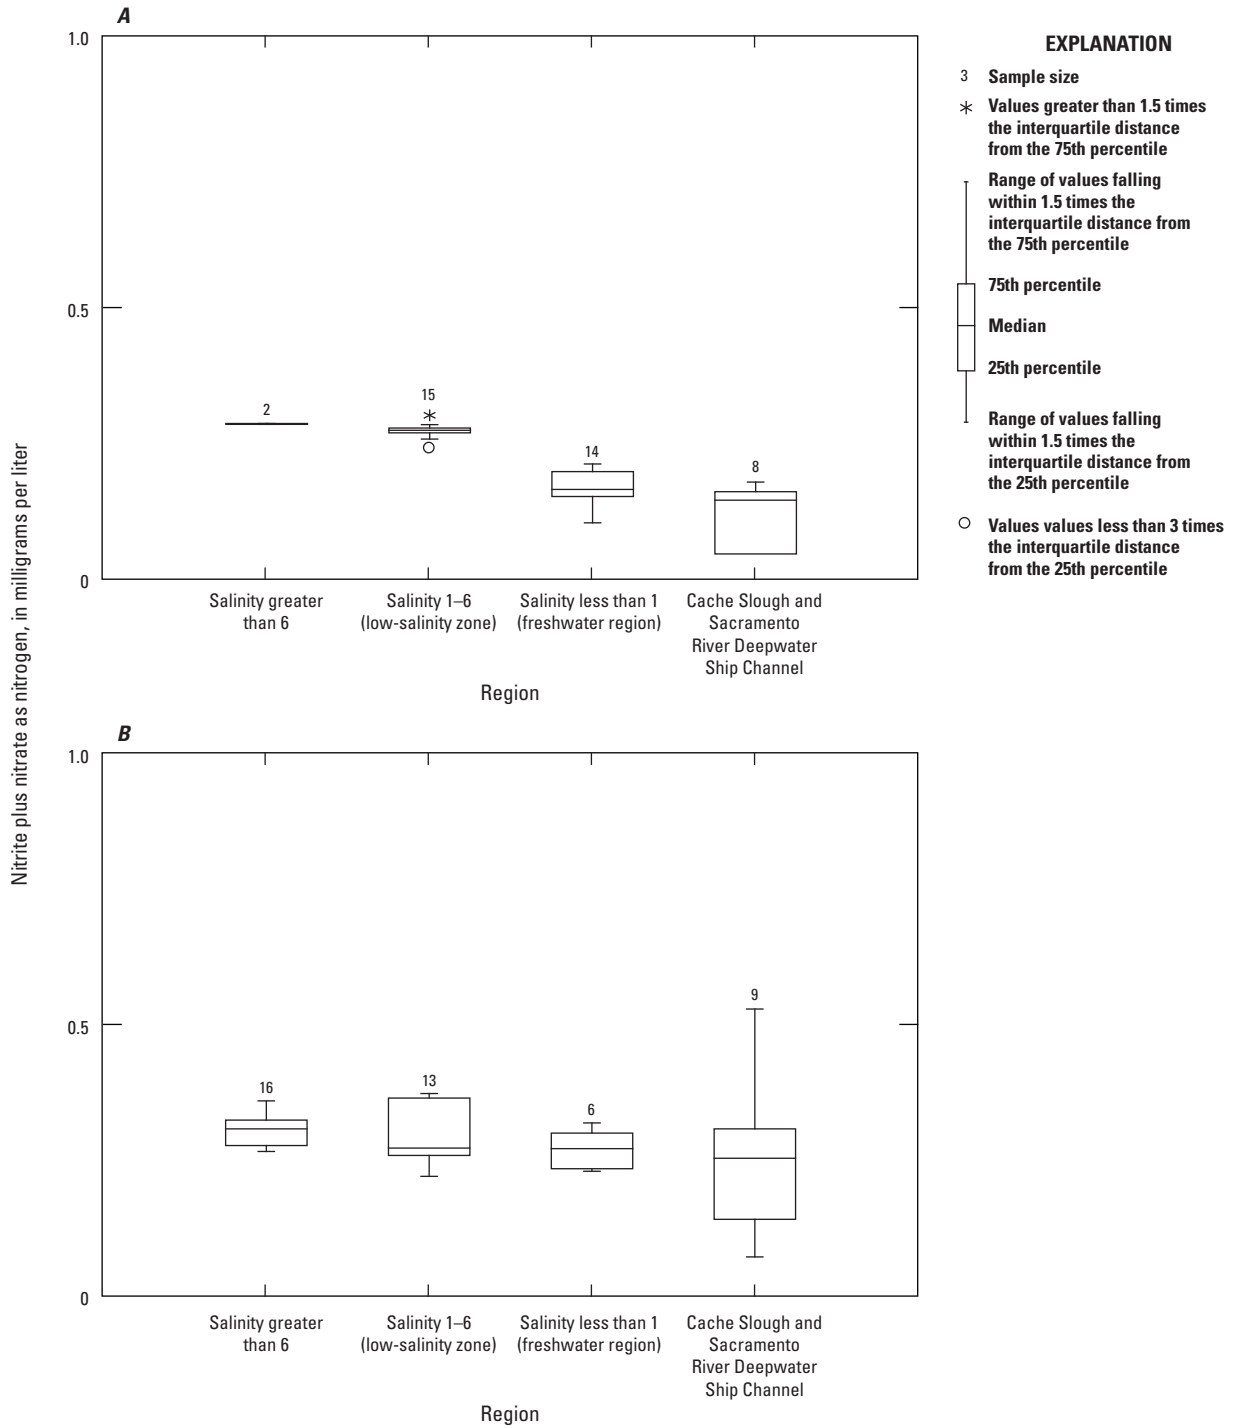 A
1.0
0.5
0
2
15
14
8
Salinity greater
than 6
Salinity 1–6
(low-salinity zone)
Salinity less than 1
(freshwater region)
Cache Slough and
Sacramento
River Deepwater
Ship Channel
Region
EXPLANATION
3 Sample size
Values greater than 1.5 times
the interquartile distance
from the 75th percentile
Range of values falling
within 1.5 times the
interquartile distance from
the 75th percentile
75th percentile
Median
25th percentile
Range of values falling
within 1.5 times the
interquartile distance from
the 25th percentile
Values values less than 3 times
the interquartile distance
from the 25th percentile
Nitrite plus nitrate as nitrogen, in milligrams per liter
B
1.0
0.5
0
16
13
6
9
Salinity greater
than 6
Salinity 1–6
(low-salinity zone)
Salinity less than 1
(freshwater region)
Cache Slough and
Sacramento
River Deepwater
Ship Channel
Region